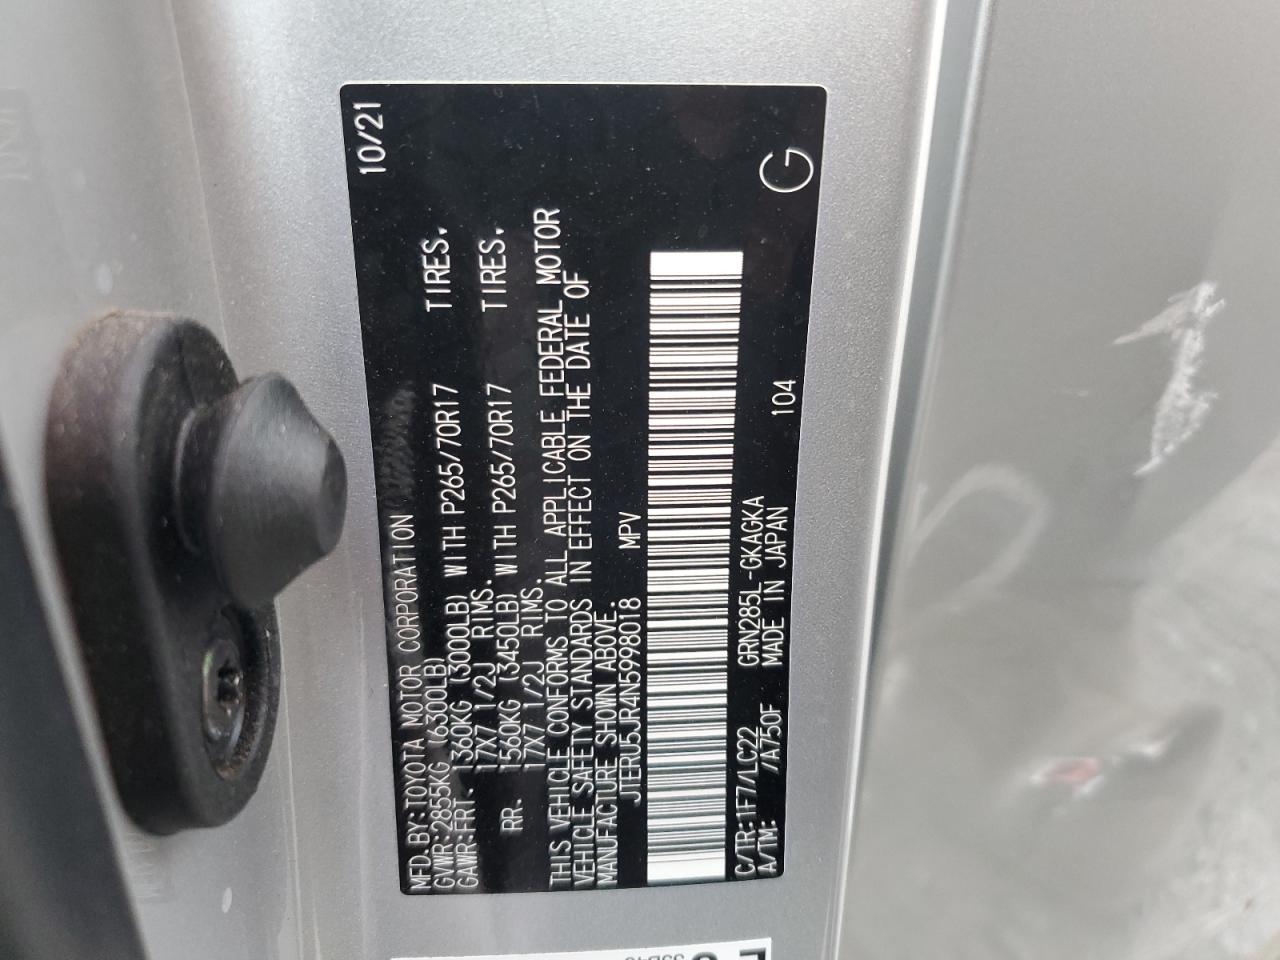 MFD.BY:TOYOTA MOTOR CORPORATION 10/21
GVWR:2855KG (6300LB)
GAWR:FRT. 1360KG (3000LB) WITH P265/70R17 TIRES.
17X7 1/2J RIMS.
RR. 1560KG (3450LB) WITH P265/70R17 TIRES.
17X7 1/2J RIMS.
THIS VEHICLE CONFORMS TO ALL APPLICABLE FEDERAL MOTOR
VEHICLE SAFETY STANDARDS IN EFFECT ON THE DATE OF
MANUFACTURE SHOWN ABOVE.
JTERU5JR4N5998018 MPV
C/TR:1F7/LC22 GRN285L-GKAGKA
A/TM: /A750F MADE IN JAPAN 104
G